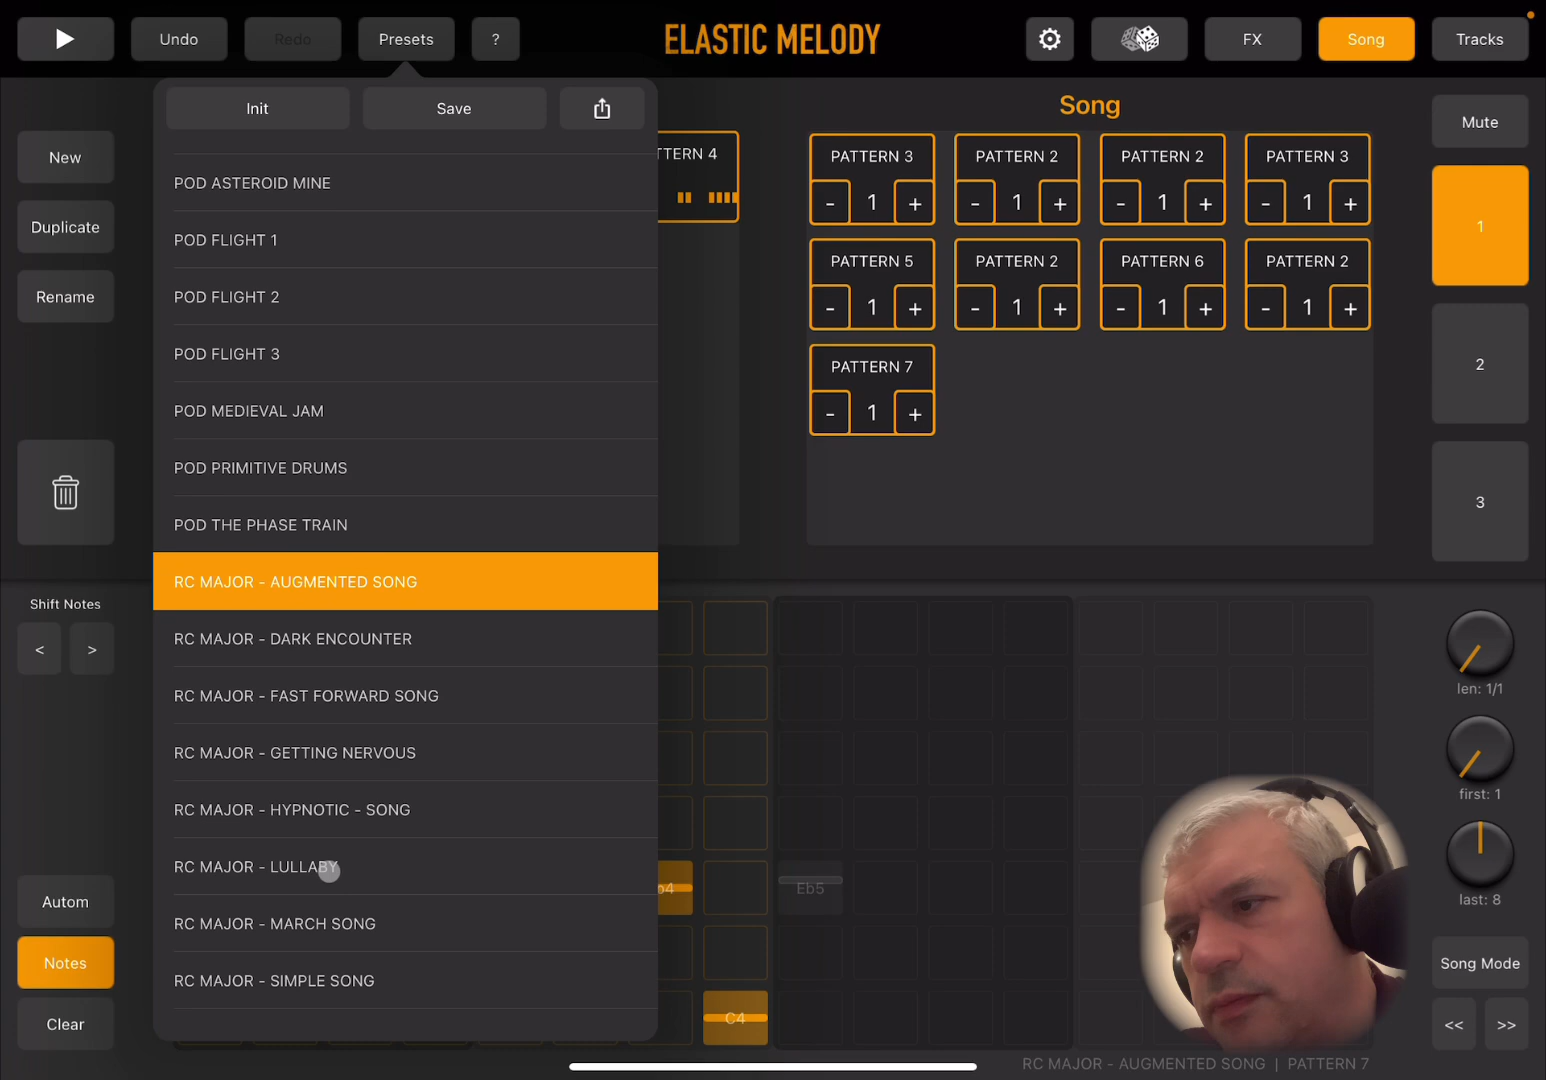 Undo
Redo
Presets
?
ELASTIC MELODY
FX
Song
Tracks
Init
Save
New
Duplicate
Rename
POD ASTEROID MINE
POD FLIGHT 1
POD FLIGHT 2
POD FLIGHT 3
POD MEDIEVAL JAM
POD PRIMITIVE DRUMS
POD THE PHASE TRAIN
RC MAJOR - AUGMENTED SONG
RC MAJOR - DARK ENCOUNTER
RC MAJOR - FAST FORWARD SONG
RC MAJOR - GETTING NERVOUS
RC MAJOR - HYPNOTIC - SONG
RC MAJOR - LULLABY
RC MAJOR - MARCH SONG
RC MAJOR - SIMPLE SONG
TTERN 4
Song
PATTERN 3
- 1 +
PATTERN 2
- 1 +
PATTERN 2
- 1 +
PATTERN 3
- 1 +
PATTERN 5
- 1 +
PATTERN 2
- 1 +
PATTERN 6
- 1 +
PATTERN 2
- 1 +
PATTERN 7
- 1 +
Mute
1
2
3
Shift Notes
< >
Autom
Notes
Clear
Eb5
C4
len: 1/1
first: 1
last: 8
Song Mode
<< >>
RC MAJOR - AUGMENTED SONG | PATTERN 7